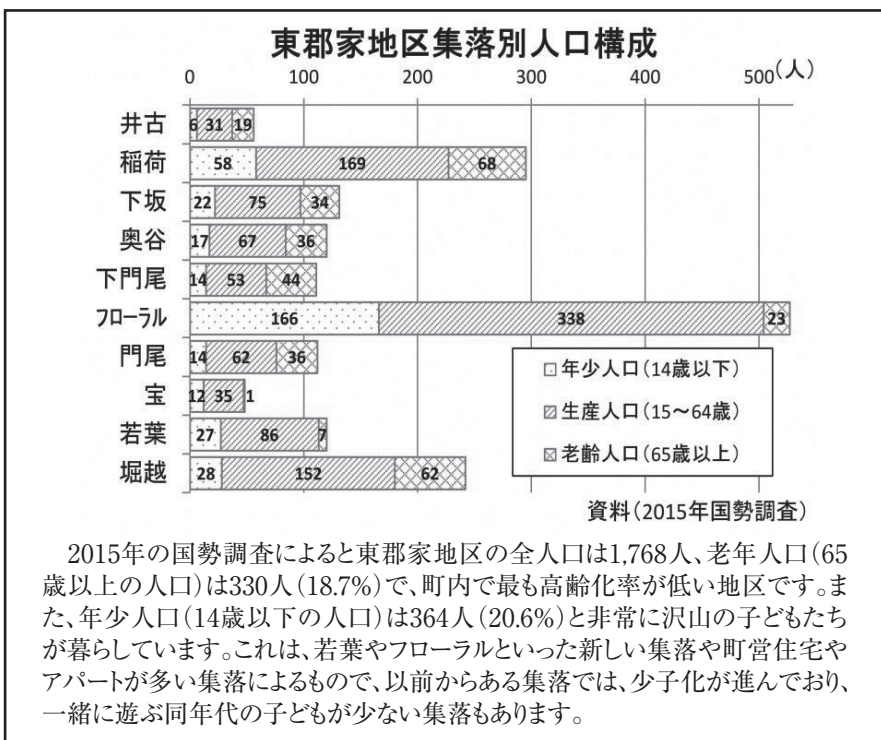 東郡家地区集落別人口構成
0 100 200 300 400 500(人)
井古 6 31 19
稲荷 58 169 68
下坂 22 75 34
奥谷 17 67 36
下門尾 14 53 44
フローラル 166 338 23
門尾 14 62 36
宝 12 35 1
若葉 27 86 7
堀越 28 152 62
年少人口(14歳以下)
生産人口(15～64歳)
老齢人口(65歳以上)
資料(2015年国勢調査)
2015年の国勢調査によると東郡家地区の全人口は1,768人、老年人口(65
歳以上の人口)は330人(18.7%)で、町内で最も高齢化率が低い地区です。ま
た、年少人口(14歳以下の人口)は364人(20.6%)と非常に沢山の子どもたち
が暮らしています。これは、若葉やフローラルといった新しい集落や町営住宅や
アパートが多い集落によるもので、以前からある集落では、少子化が進んでおり、
一緒に遊ぶ同年代の子どもが少ない集落もあります。